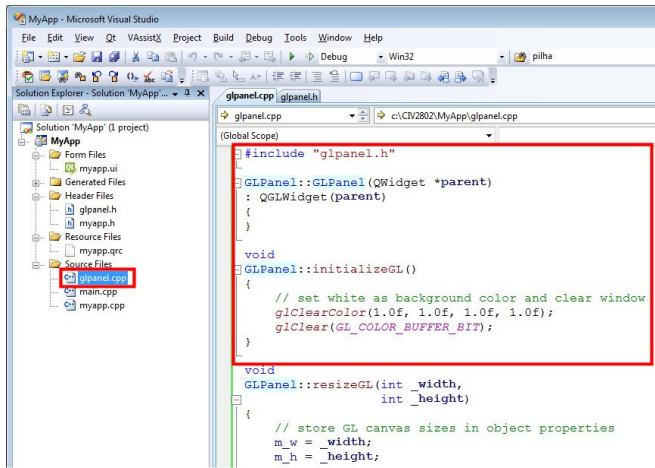 MyApp - Microsoft Visual Studio
File Edit View Qt VAssistX Project Build Debug Tools Window Help
Debug Win32 pilha
Solution Explorer - Solution 'MyApp'...
glpanel.cpp glpanel.h
glpanel.cpp c:\CIV2802\MyApp\glpanel.cpp
(Global Scope)
Solution 'MyApp' (1 project)
MyApp
Form Files
myapp.ui
Generated Files
Header Files
glpanel.h
myapp.h
Resource Files
myapp.qrc
Source Files
glpanel.cpp
main.cpp
myapp.cpp
#include "glpanel.h"
GLPanel::GLPanel(QWidget *parent)
: QGLWidget(parent)
{
}
void
GLPanel::initializeGL()
{
// set white as background color and clear window
glClearColor(1.0f, 1.0f, 1.0f, 1.0f);
glClear(GL_COLOR_BUFFER_BIT);
}
void
GLPanel::resizeGL(int _width,
int _height)
{
// store GL canvas sizes in object properties
m_w = _width;
m_h = _height;